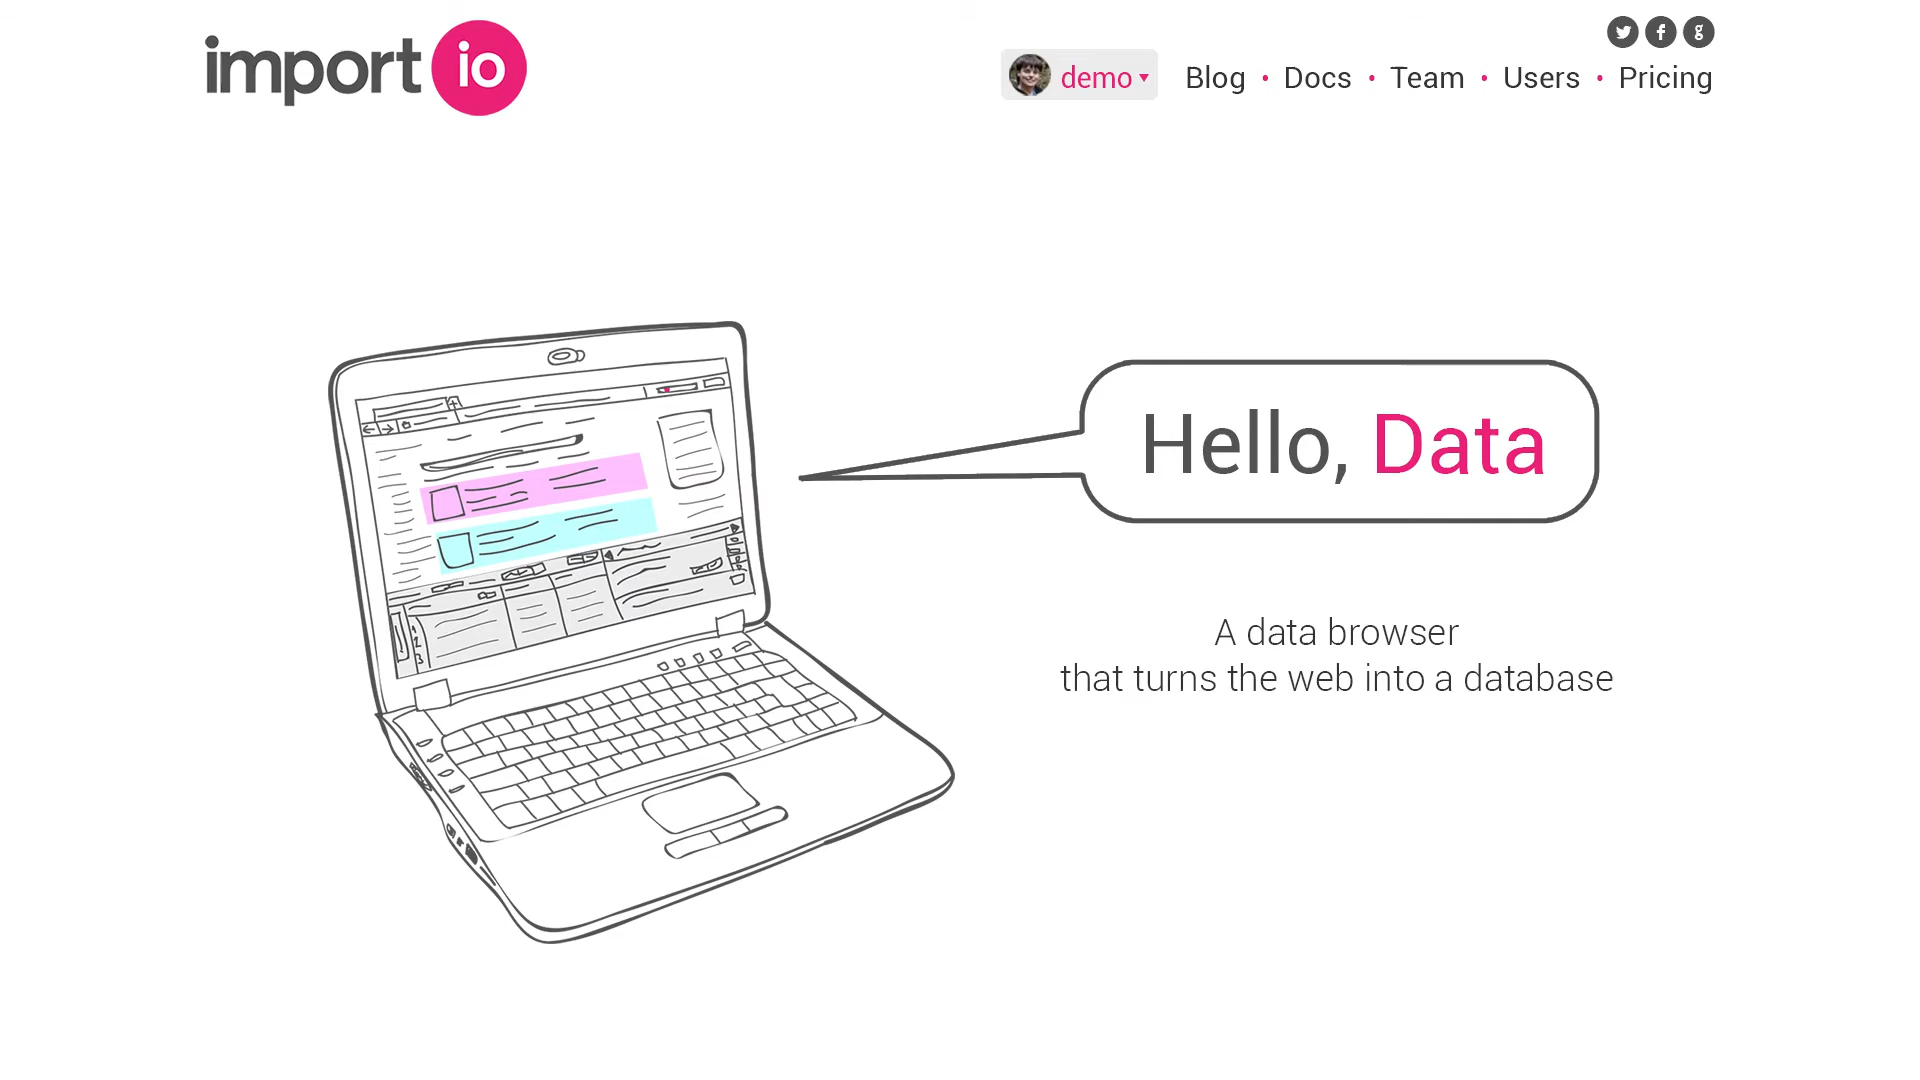 import io
demo
Blog • Docs • Team • Users • Pricing
Hello, Data
A data browser
that turns the web into a database